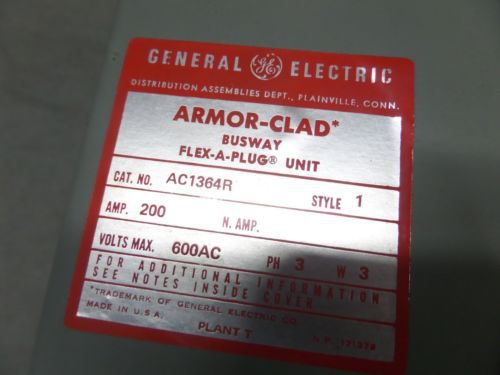 GENERAL GE ELECTRIC
DISTRIBUTION ASSEMBLIES DEPT., PLAINVILLE, CONN.
ARMOR-CLAD*
BUSWAY
FLEX-A-PLUG® UNIT
CAT. NO. AC1364R STYLE 1
AMP. 200 N. AMP.
VOLTS MAX. 600AC PH 3 W 3
FOR ADDITIONAL INFORMATION
SEE NOTES INSIDE COVER
*TRADEMARK OF GENERAL ELECTRIC CO.
MADE IN U.S.A.
PLANT T N.P.